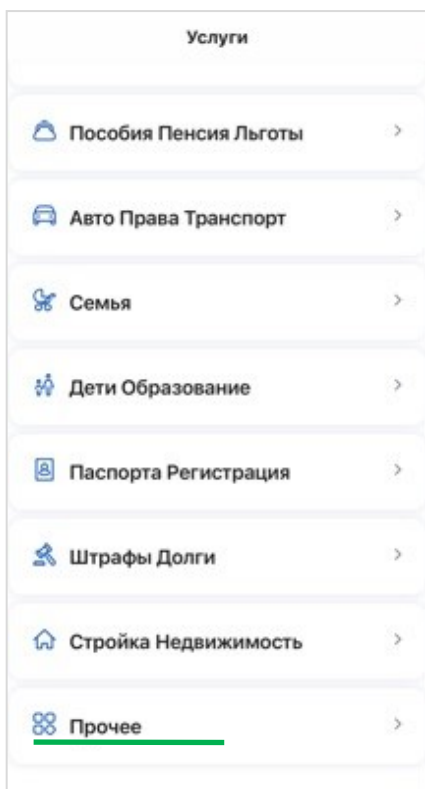 Услуги
Пособия Пенсия Льготы
Авто Права Транспорт
Семья
Дети Образование
Паспорта Регистрация
Штрафы Долги
Стройка Недвижимость
Прочее